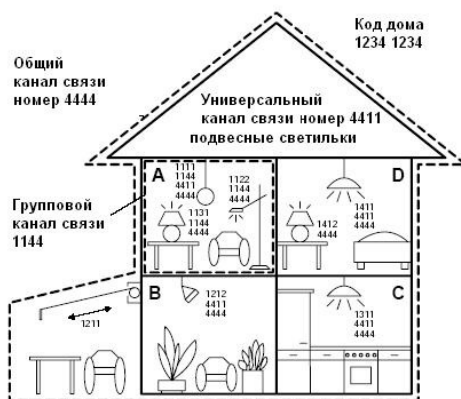 Код дома
1234 1234
Общий
канал связи
номер 4444
Универсальный
канал связи номер 4411
подвесные светильки
Групповой
канал связи
1144
A
1111
1144
4411
4444
1122
1144
4444
1131
1144
4444
D
1411
4411
4444
1412
4444
B
1212
4411
4444
1211
C
1311
4411
4444